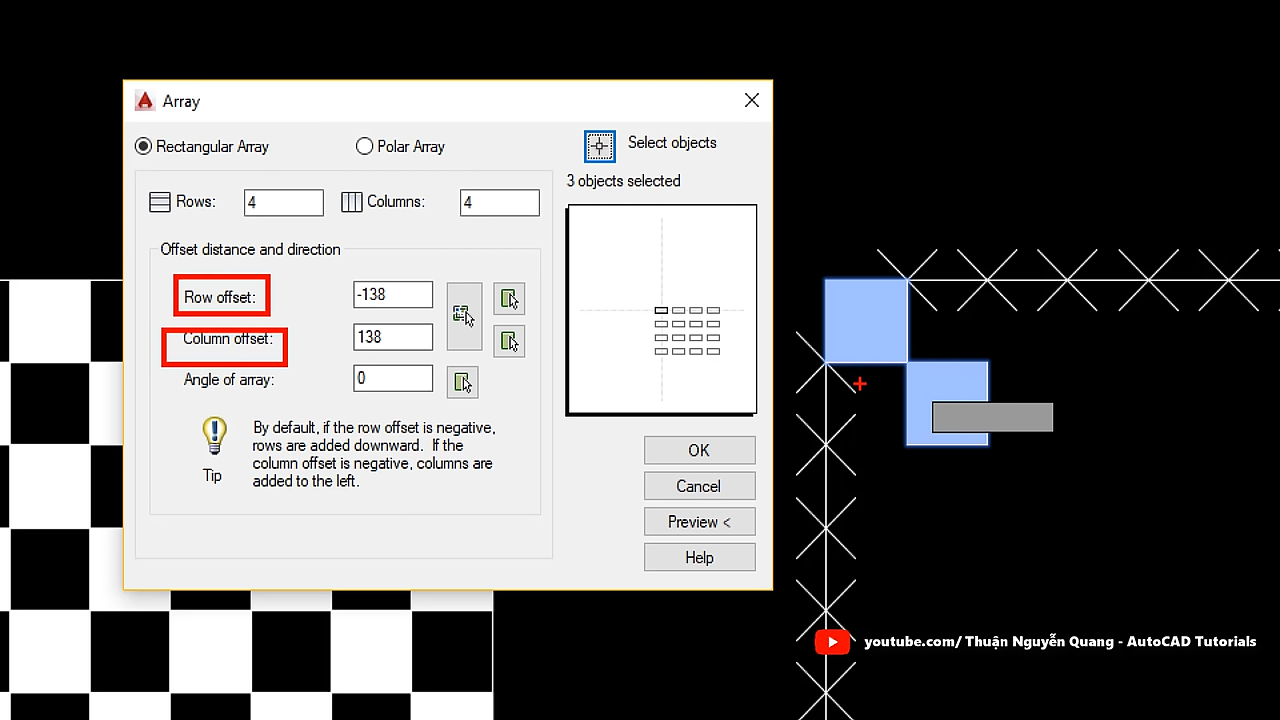 Array
Rectangular Array
Polar Array
Select objects
3 objects selected
Rows:
4
Columns:
4
Offset distance and direction
Row offset:
-138
Column offset:
138
Angle of array:
0
By default, if the row offset is negative,
rows are added downward. If the
column offset is negative, columns are
added to the left.
Tip
OK
Cancel
Preview <
Help
youtube.com/ Thuận Nguyễn Quang - AutoCAD Tutorials